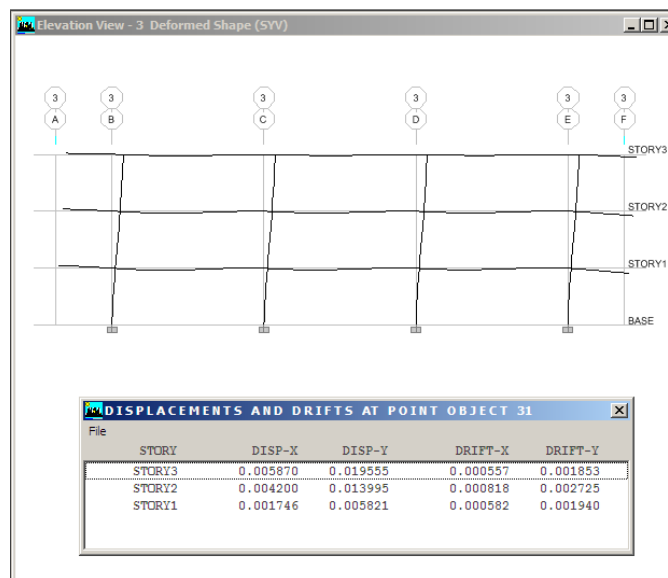 Elevation View - 3 Deformed Shape (SYV)
3 3 3 3 3 3
A B C D E F
STORY3
STORY2
STORY1
BASE
DISPLACEMENTS AND DRIFTS AT POINT OBJECT 31
File
STORY DISP-X DISP-Y DRIFT-X DRIFT-Y
STORY3 0.005870 0.019555 0.000557 0.001853
STORY2 0.004200 0.013995 0.000818 0.002725
STORY1 0.001746 0.005821 0.000582 0.001940